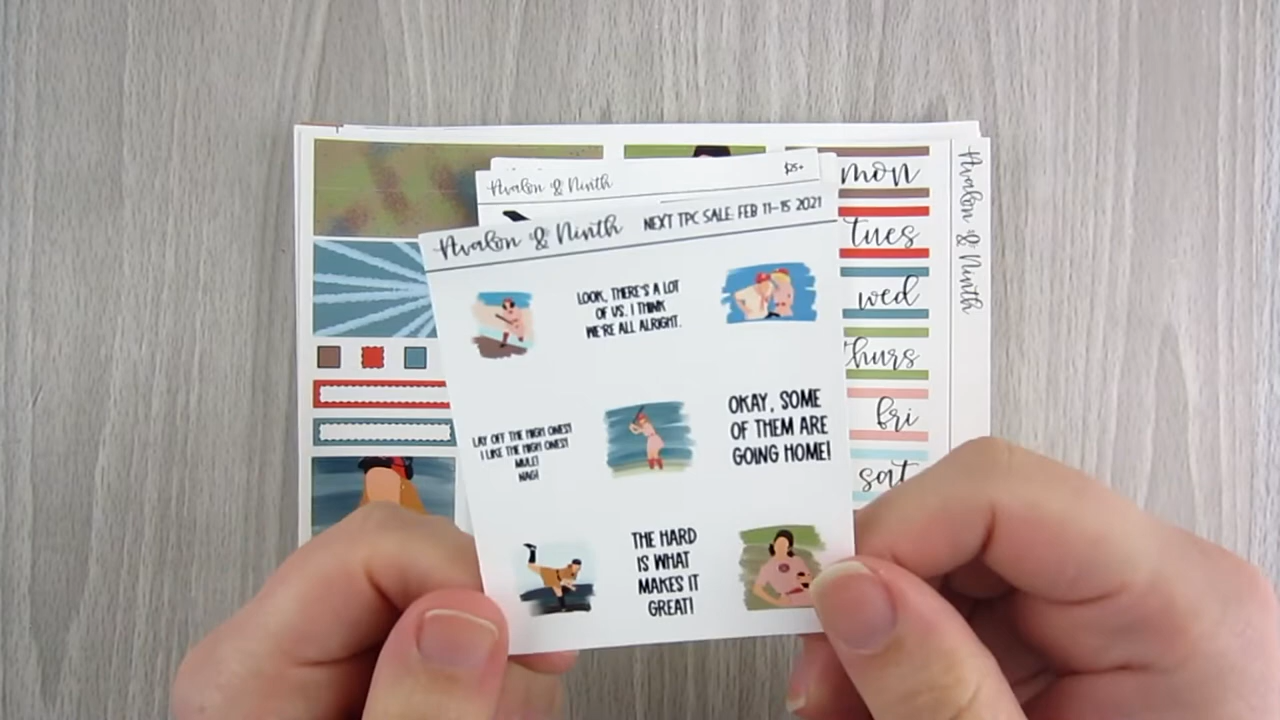 Avalon & Ninth
$25+
Avalon & Ninth
NEXT TPC SALE: FEB 11-15 2021
LOOK, THERE'S A LOT
OF US. I THINK
WE'RE ALL ALRIGHT.
LAY OFF THE HIGH ONES!
I LIKE THE HIGH ONES!
MULE!
NAG!
OKAY, SOME
OF THEM ARE
GOING HOME!
THE HARD
IS WHAT
MAKES IT
GREAT!
mon
tues
wed
thurs
fri
sat
Avalon & Ninth